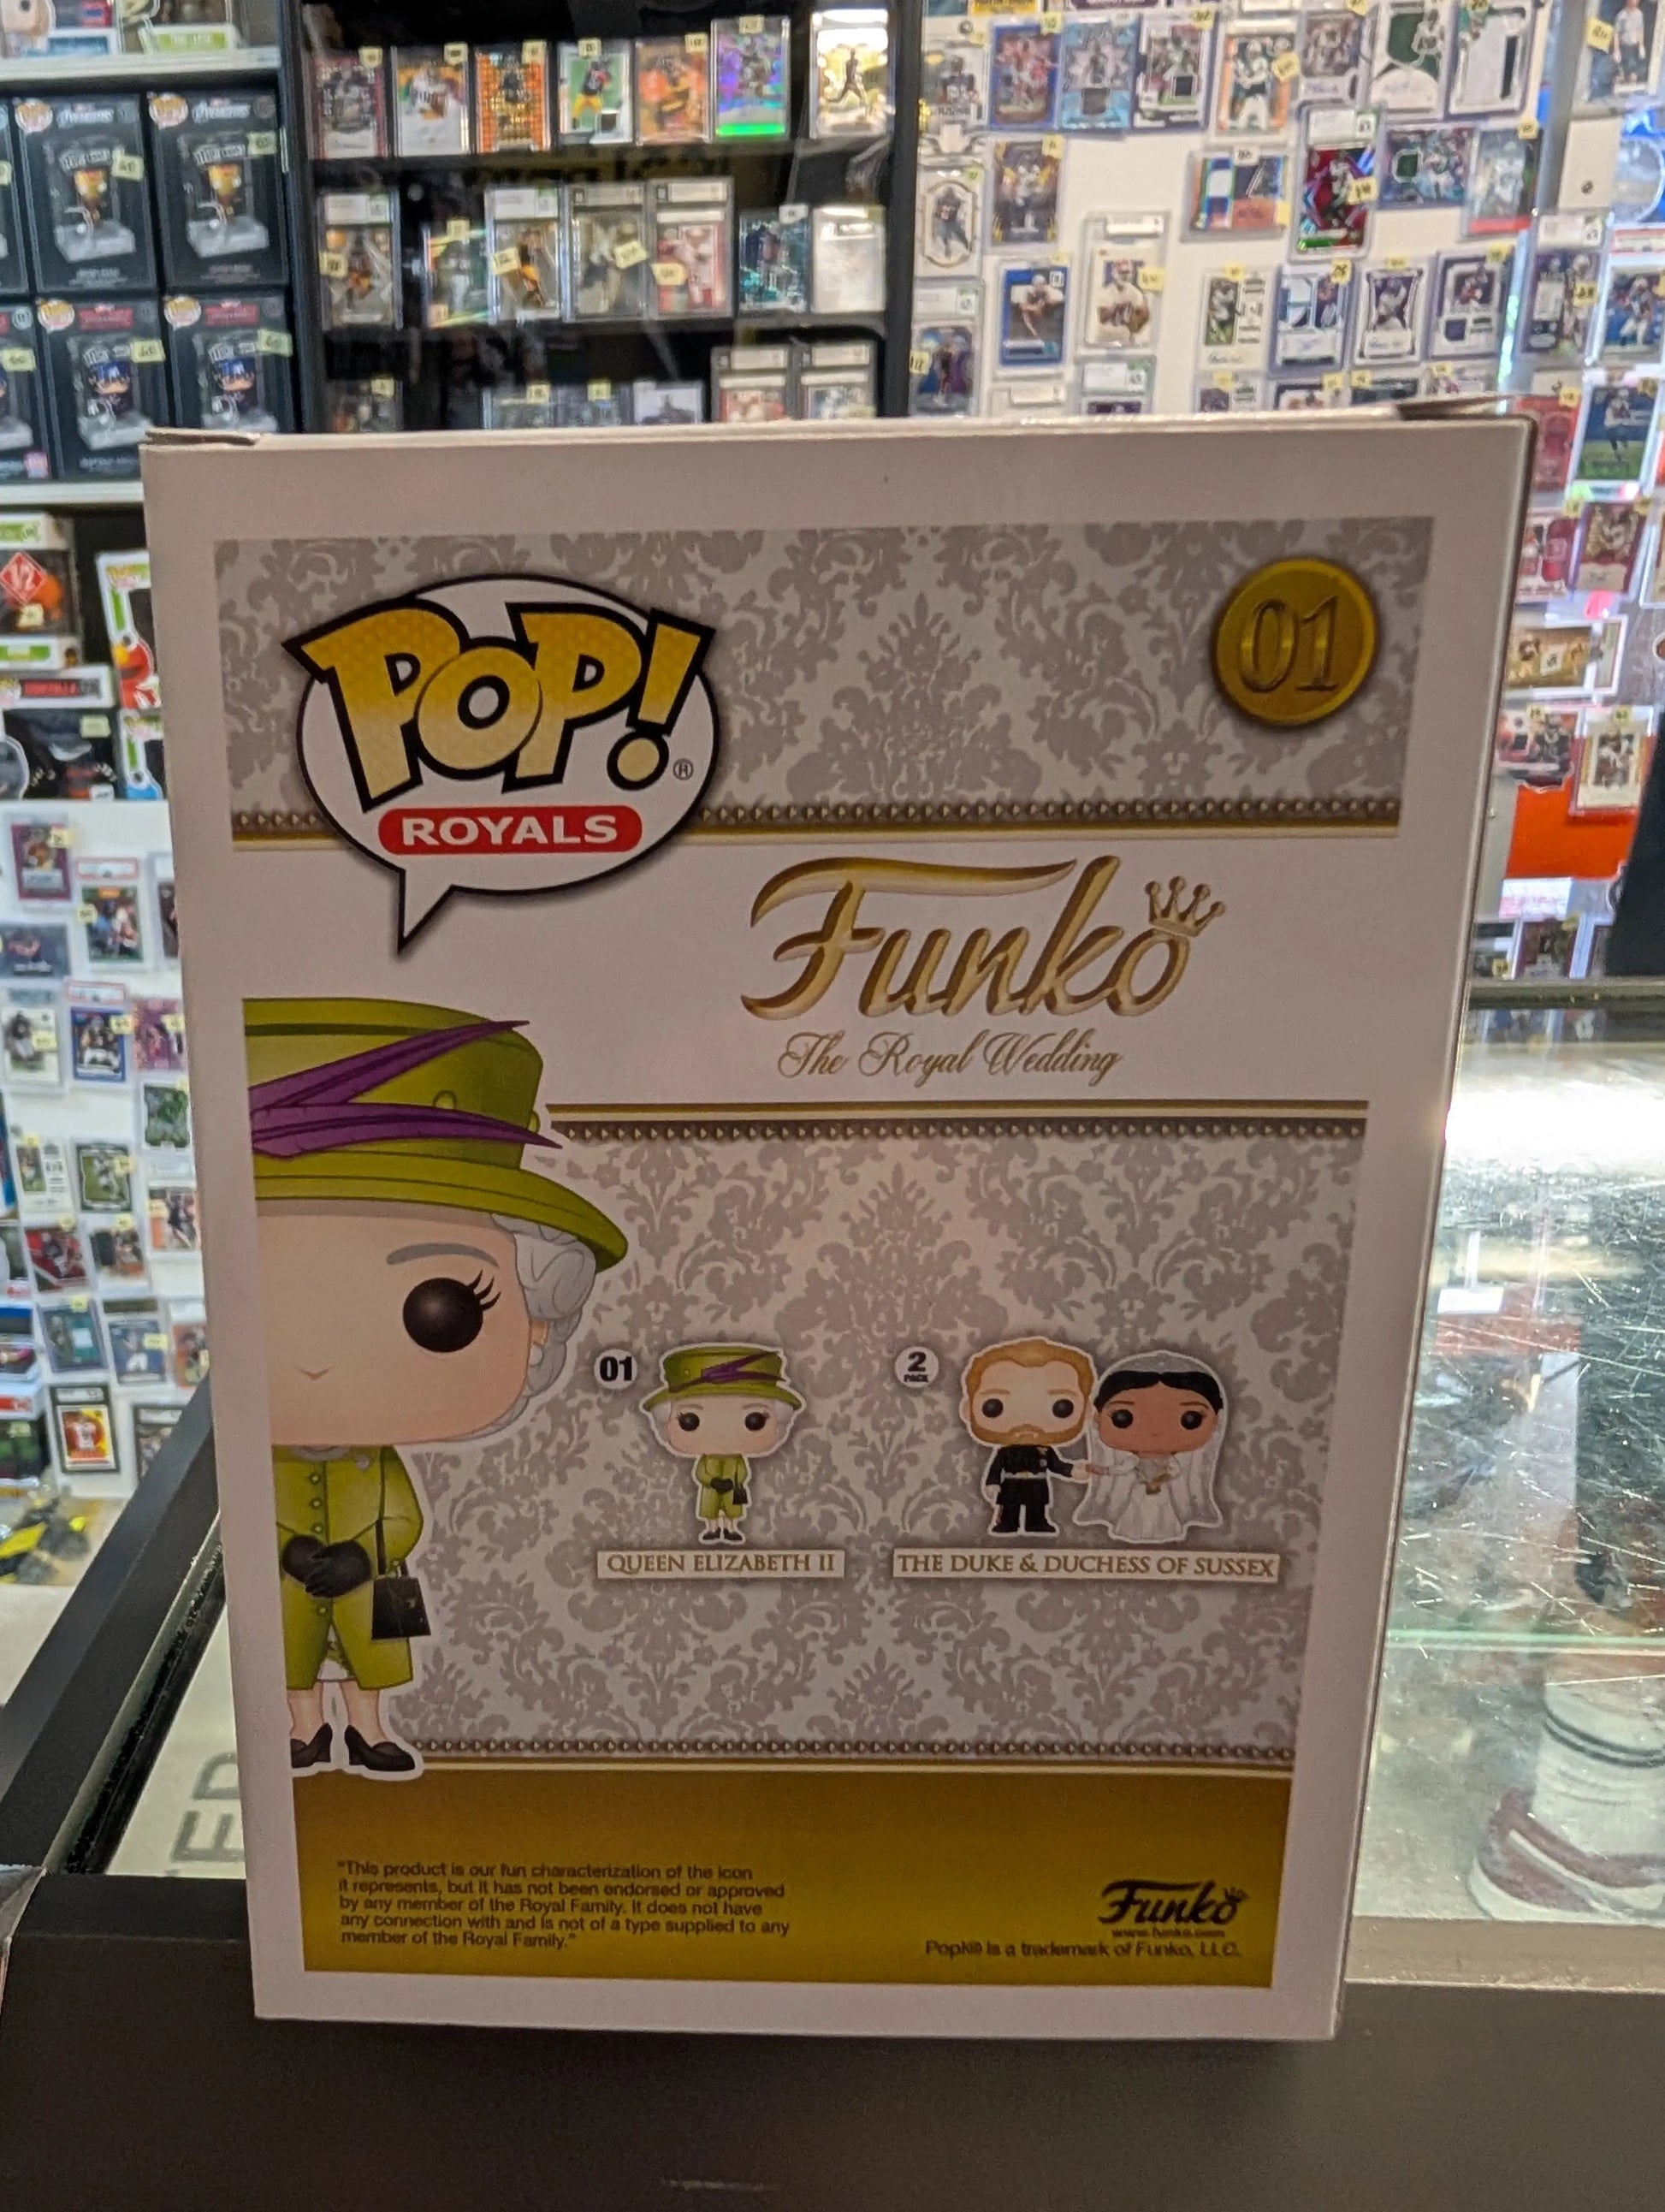 POP!®
ROYALS
01
Funko
The Royal Wedding
01
2
PACK
QUEEN ELIZABETH II
THE DUKE & DUCHESS OF SUSSEX
"This product is our fun characterization of the icon
it represents, but it has not been endorsed or approved
by any member of the Royal Family. It does not have
any connection with and is not of a type supplied to any
member of the Royal Family."
Funko
www.funko.com
Pop!® is a trademark of Funko, LLC.